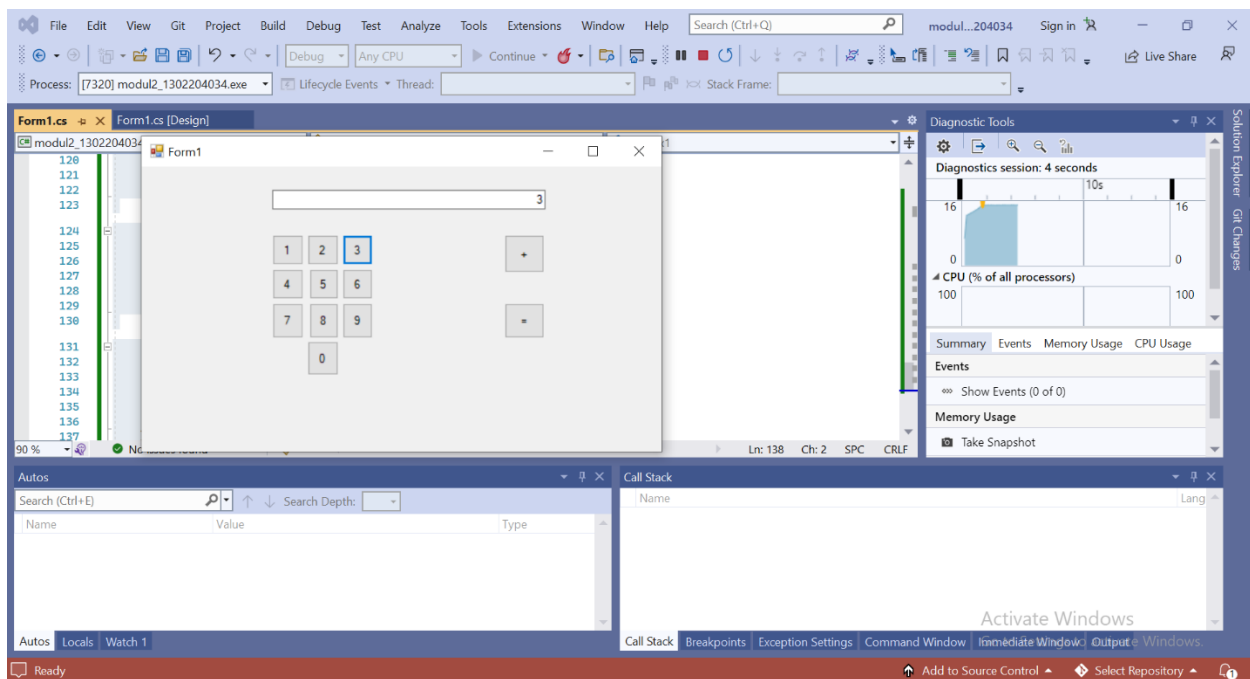 File Edit View Git Project Build Debug Test Analyze Tools Extensions Window Help Search (Ctrl+Q) modul...204034 Sign in
Debug Any CPU Continue Live Share
Process: [7320] modul2_1302204034.exe Lifecycle Events Thread: Stack Frame:
Form1.cs Form1.cs [Design]
modul2_130220403
120
121
122
123
124
125
126
127
128
129
130
131
132
133
134
135
136
137
Form1
3
1 2 3 +
4 5 6
7 8 9 =
0
90 % Ln: 138 Ch: 2 SPC CRLF
Diagnostic Tools
Diagnostics session: 4 seconds
10s
16 16
0 0
CPU (% of all processors)
100 100
Summary Events Memory Usage CPU Usage
Events
Show Events (0 of 0)
Memory Usage
Take Snapshot
Solution Explorer
Git Changes
Autos
Search (Ctrl+E) Search Depth:
Name Value Type
Autos Locals Watch 1
Call Stack
Name Lang
Activate Windows
Call Stack Breakpoints Exception Settings Command Window Immediate Window Output
Ready Add to Source Control Select Repository